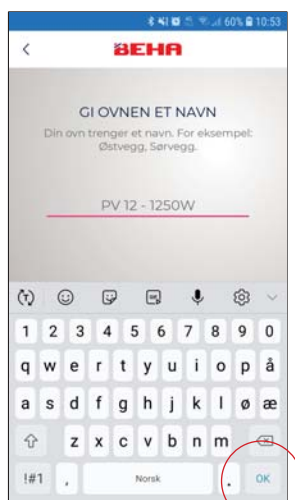 60% 10:53
BEHA
GI OVNEN ET NAVN
Din ovn trenger et navn. For eksempel:
Østvegg, Sørvegg.
PV 12 - 1250W
1 2 3 4 5 6 7 8 9 0
q w e r t y u i o p å
a s d f g h j k l ø æ
z x c v b n m
!#1 , Norsk . OK